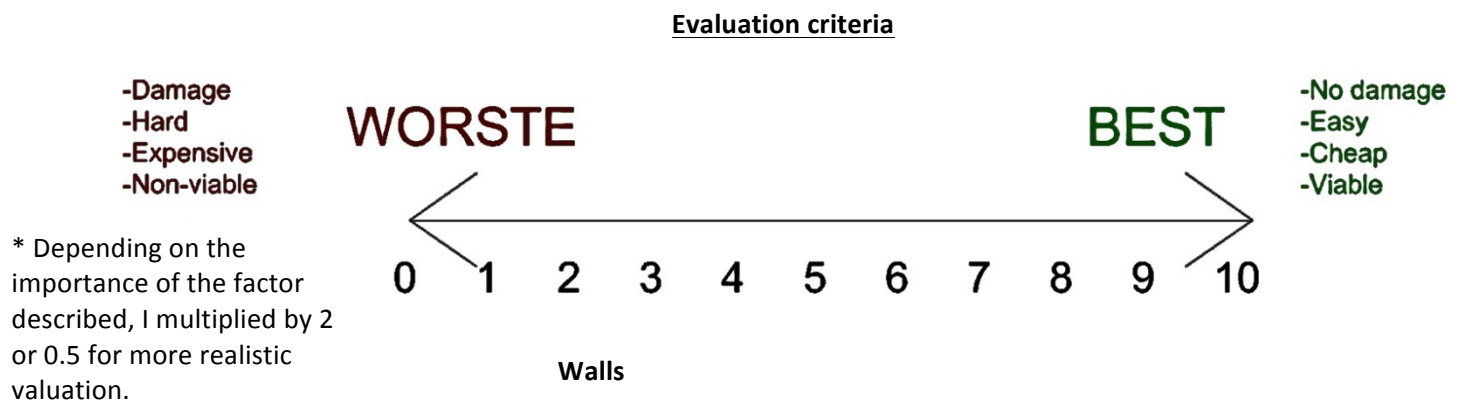 Evaluation criteria
-Damage
-Hard
-Expensive
-Non-viable
WORSTE
BEST
-No damage
-Easy
-Cheap
-Viable
* Depending on the
importance of the factor
described, I multiplied by 2
or 0.5 for more realistic
valuation.
0 1 2 3 4 5 6 7 8 9 10
Walls